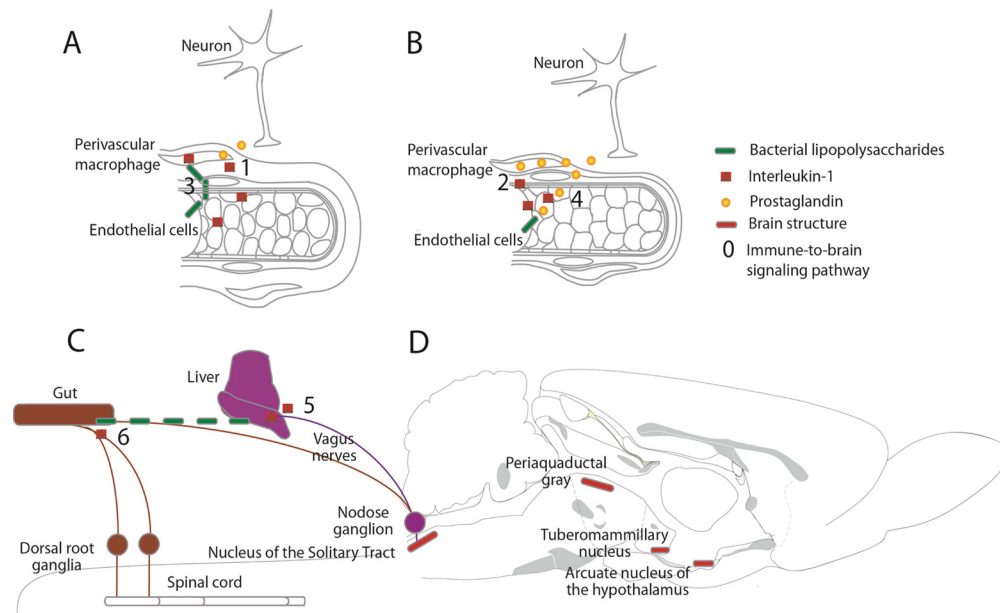 A
Neuron
Perivascular
macrophage
1
3
Endothelial cells
B
Neuron
Perivascular
macrophage
2
4
Endothelial cells
Bacterial lipopolysaccharides
Interleukin-1
Prostaglandin
Brain structure
0 Immune-to-brain
signaling pathway
C
Gut
Liver
5
6
Vagus
nerves
Nodose
ganglion
Dorsal root
ganglia
Nucleus of the Solitary Tract
Spinal cord
D
Periaquaductal
gray
Tuberomammillary
nucleus
Arcuate nucleus of
the hypothalamus